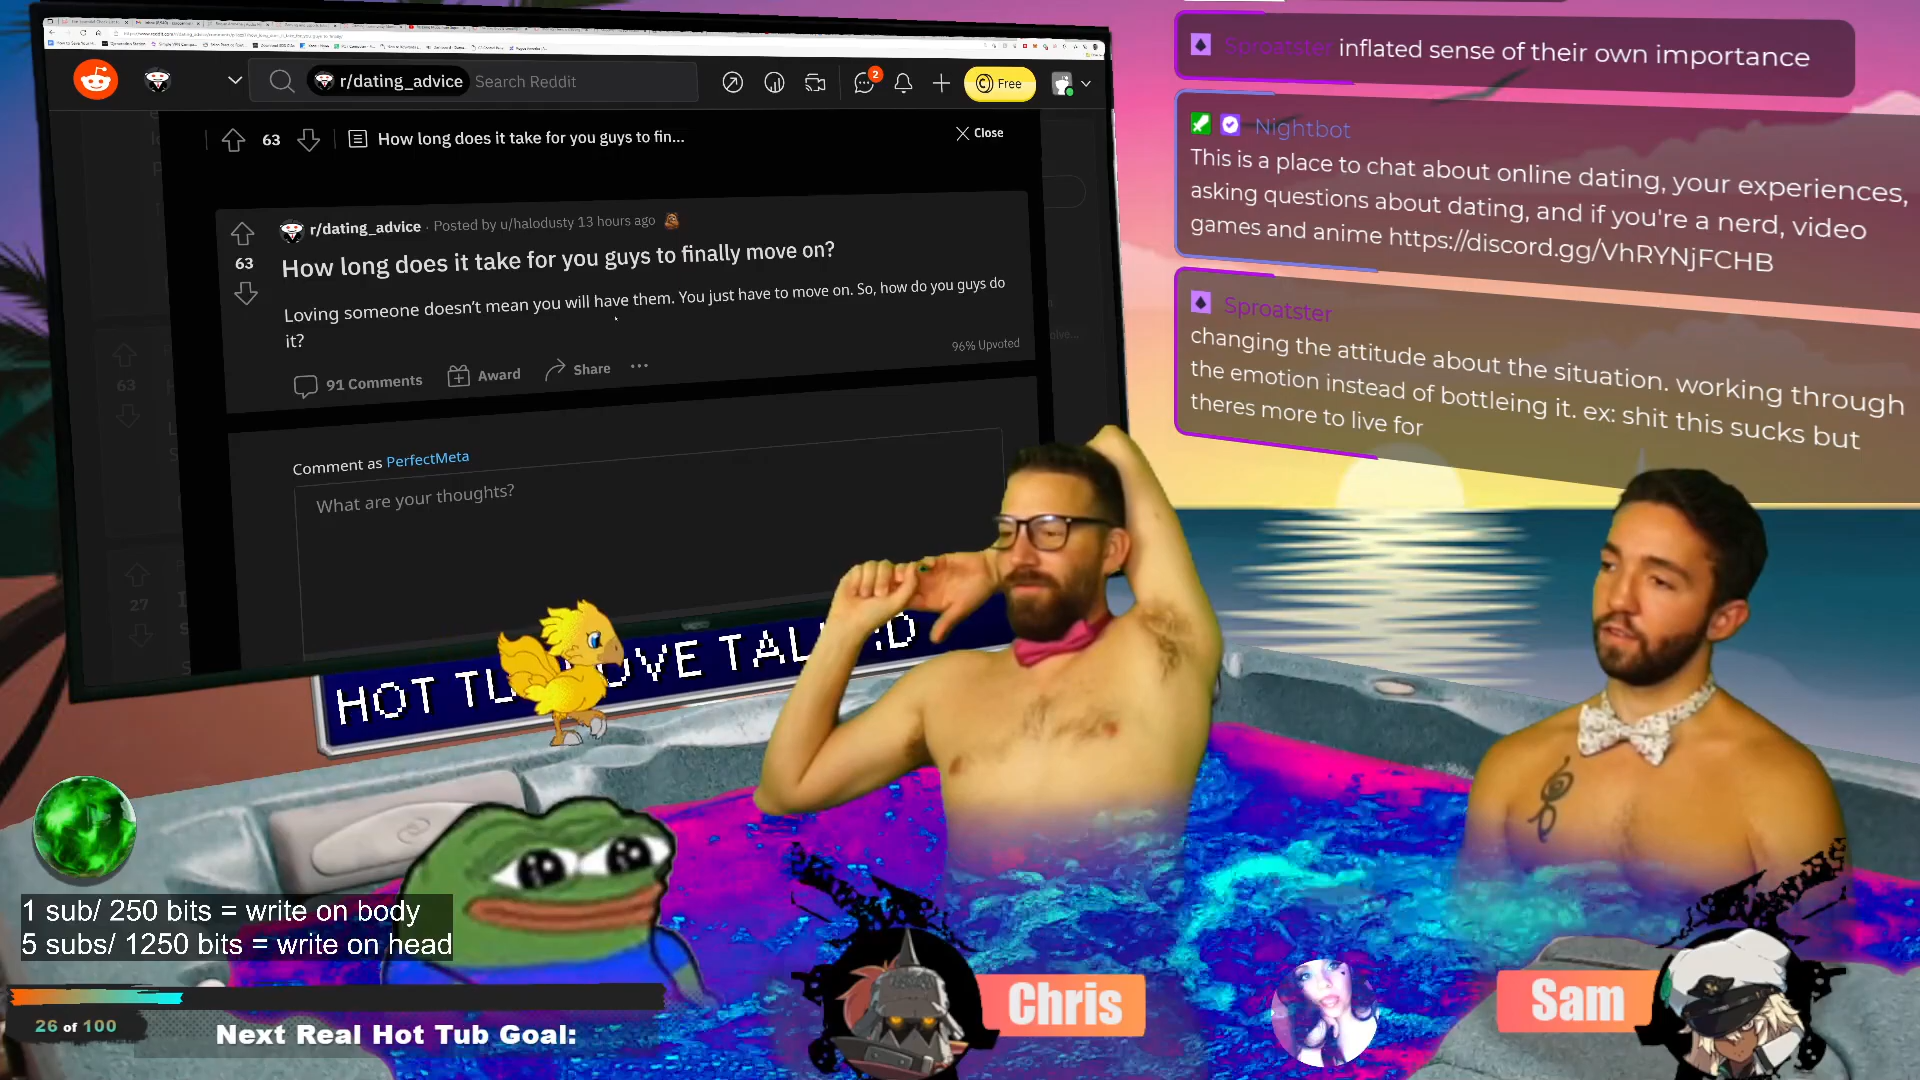 r/dating_advice Search Reddit
2
Free
63 How long does it take for you guys to fin...
Close
r/dating_advice · Posted by u/halodusty 13 hours ago
63
How long does it take for you guys to finally move on?
Loving someone doesn't mean you will have them. You just have to move on. So, how do you guys do
it?
96% Upvoted
91 Comments Award Share
Comment as PerfectMeta
What are your thoughts?
63
27
Sproatster inflated sense of their own importance
Nightbot
This is a place to chat about online dating, your experiences,
asking questions about dating, and if you're a nerd, video
games and anime https://discord.gg/VhRYNjFCHB
Sproatster
changing the attitude about the situation. working through
the emotion instead of bottleing it. ex: shit this sucks but
theres more to live for
1 sub/ 250 bits = write on body
5 subs/ 1250 bits = write on head
26 of 100
Next Real Hot Tub Goal:
Chris
Sam